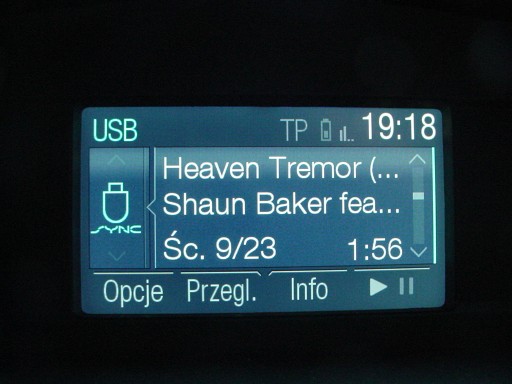 USB TP 19:18
Heaven Tremor (...
Shaun Baker fea...
SYNC
Śc. 9/23 1:56
Opcje Przegl. Info